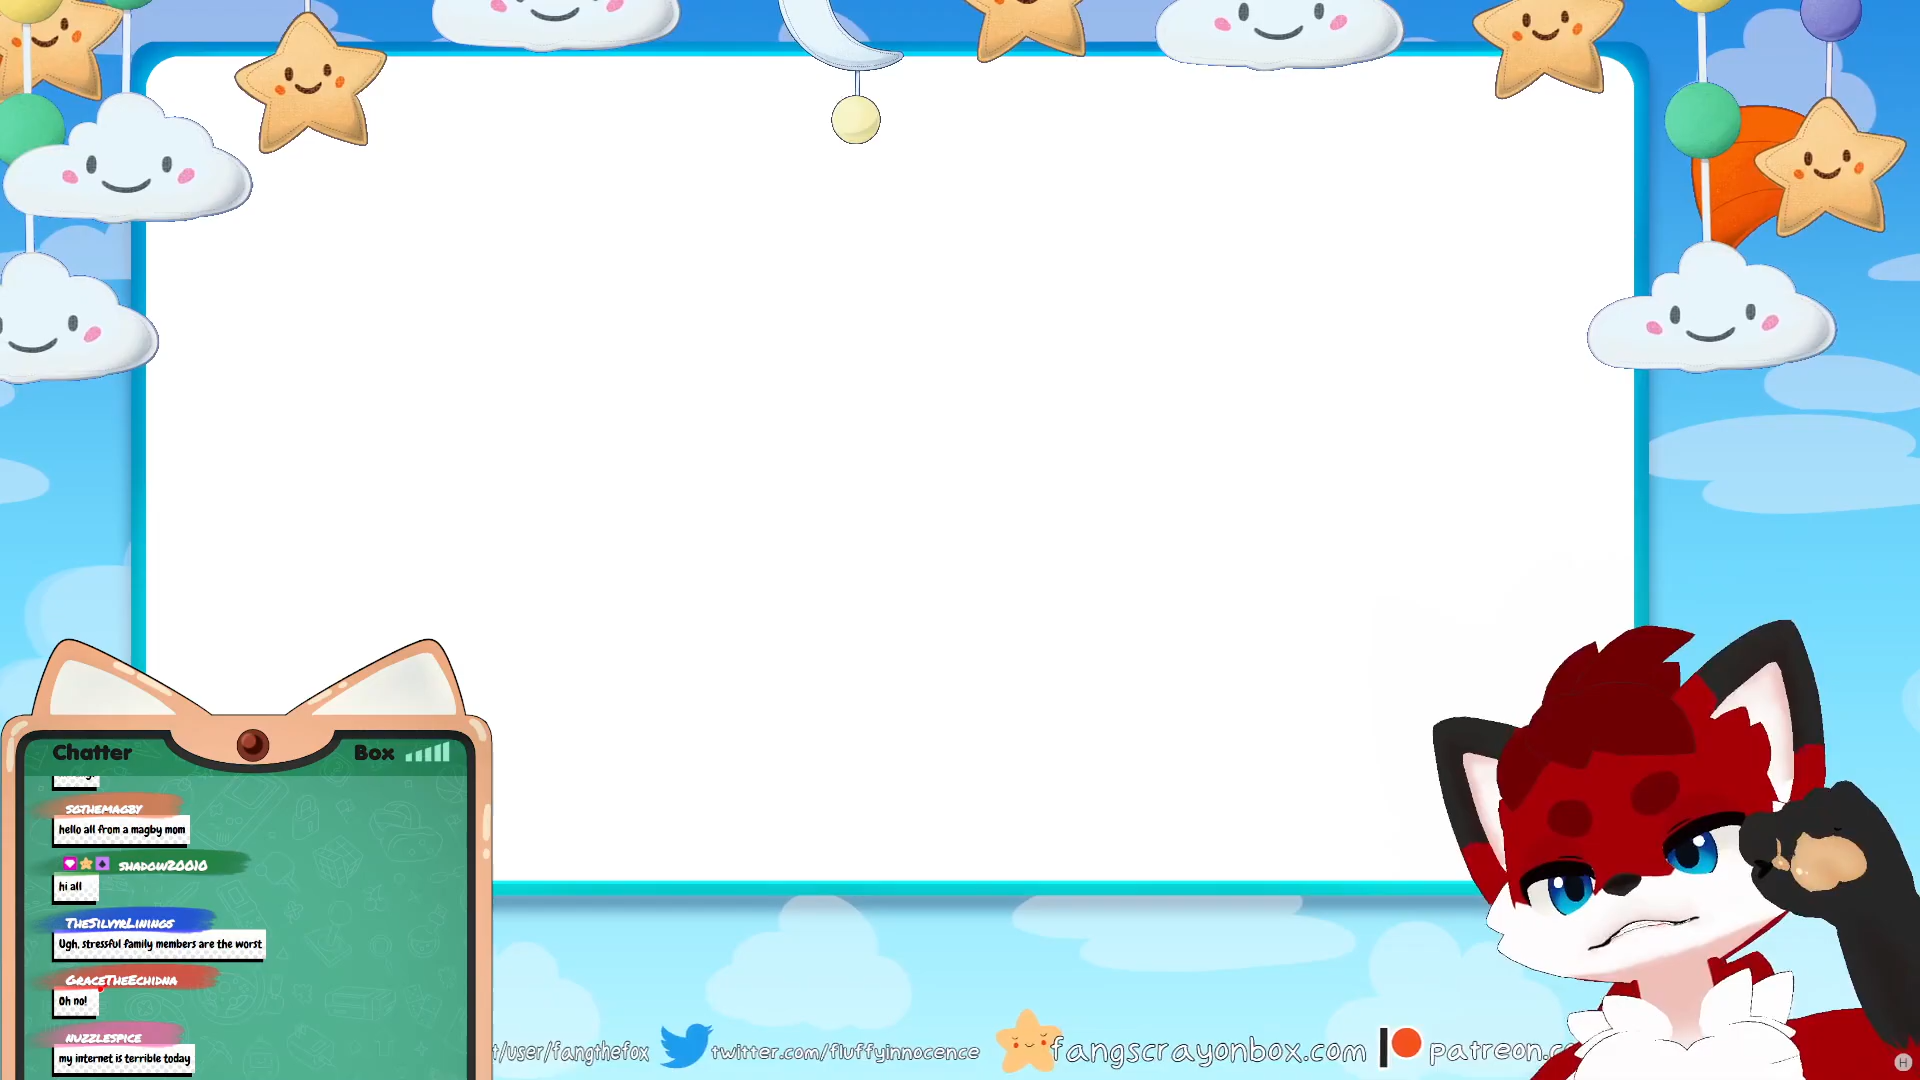 Chatter Box
SGTHEMAGBY
hello all from a magby mom
SHADOW20010
hi all
TheSilvyrLinings
Ugh, stressful family members are the worst
GraceTheEchidna
Oh no!
NUZZLESPICE
my internet is terrible today
t/user/fangthefox twitter.com/fluffyinnocence fangscrayonbox.com patreon.c
H